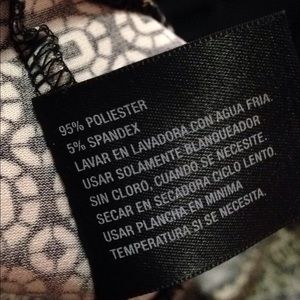 95% POLIESTER
5% SPANDEX
LAVAR EN LAVADORA CON AGUA FRIA.
USAR SOLAMENTE BLANQUEADOR
SIN CLORO, CUANDO SE NECESITE.
SECAR EN SECADORA CICLO LENTO.
USAR PLANCHA EN MINIMA
TEMPERATURA SI SE NECESITA.